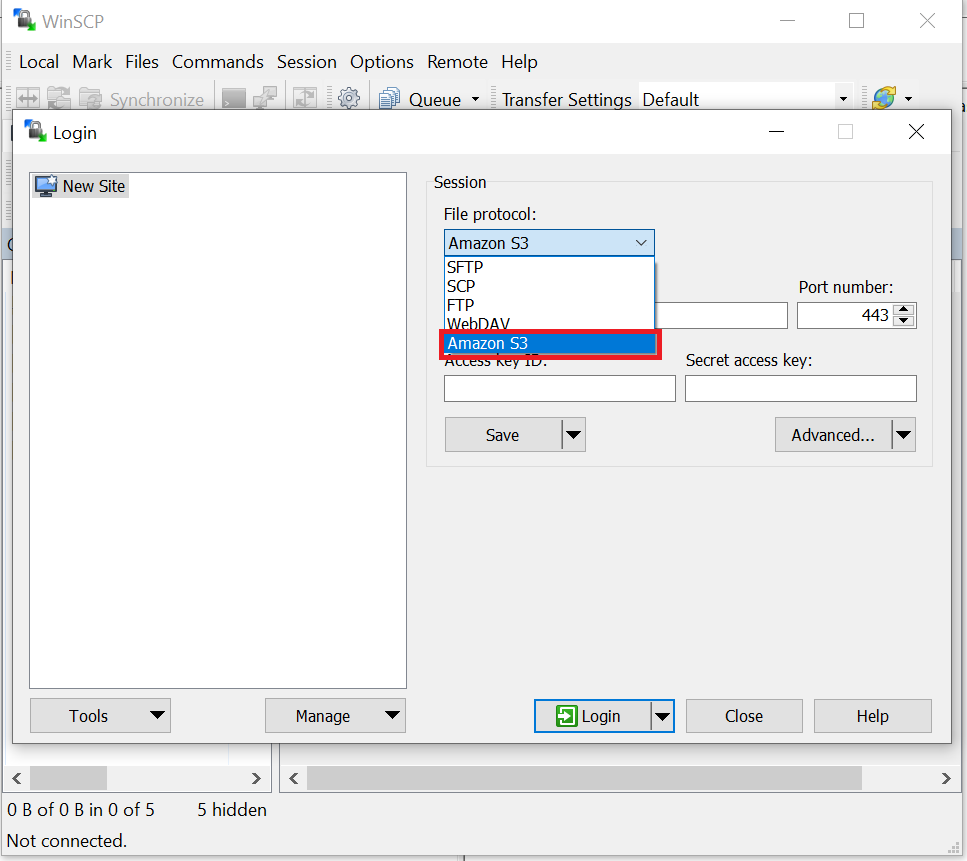 WinSCP
Local Mark Files Commands Session Options Remote Help
Synchronize Queue Transfer Settings Default
Login
New Site
Session
File protocol:
Amazon S3
SFTP
SCP
FTP
WebDAV
Amazon S3
Port number:
443
Access key ID:
Secret access key:
Save
Advanced...
Tools
Manage
Login
Close
Help
0 B of 0 B in 0 of 5 5 hidden
Not connected.